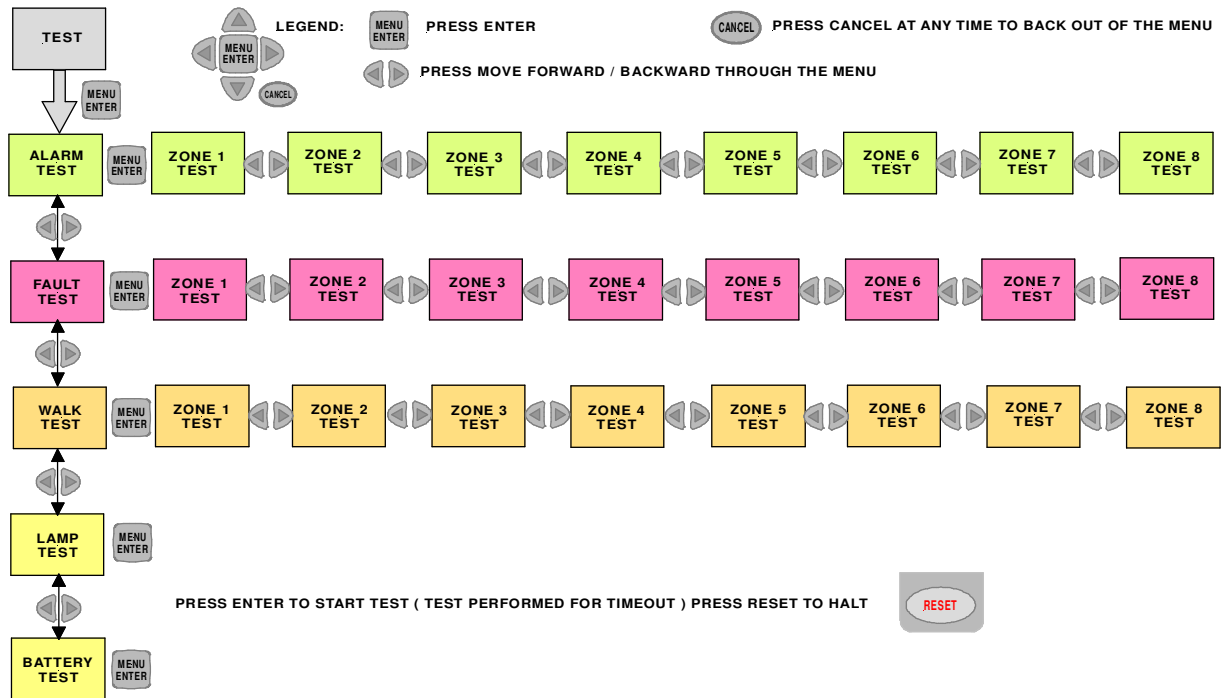 TEST
MENU
ENTER
LEGEND:
MENU
ENTER
PRESS ENTER
CANCEL
PRESS CANCEL AT ANY TIME TO BACK OUT OF THE MENU
CANCEL
PRESS MOVE FORWARD / BACKWARD THROUGH THE MENU
MENU
ENTER
ALARM
TEST
MENU
ENTER
ZONE 1
TEST
ZONE 2
TEST
ZONE 3
TEST
ZONE 4
TEST
ZONE 5
TEST
ZONE 6
TEST
ZONE 7
TEST
ZONE 8
TEST
FAULT
TEST
MENU
ENTER
ZONE 1
TEST
ZONE 2
TEST
ZONE 3
TEST
ZONE 4
TEST
ZONE 5
TEST
ZONE 6
TEST
ZONE 7
TEST
ZONE 8
TEST
WALK
TEST
MENU
ENTER
ZONE 1
TEST
ZONE 2
TEST
ZONE 3
TEST
ZONE 4
TEST
ZONE 5
TEST
ZONE 6
TEST
ZONE 7
TEST
ZONE 8
TEST
LAMP
TEST
MENU
ENTER
PRESS ENTER TO START TEST ( TEST PERFORMED FOR TIMEOUT ) PRESS RESET TO HALT
RESET
BATTERY
TEST
MENU
ENTER